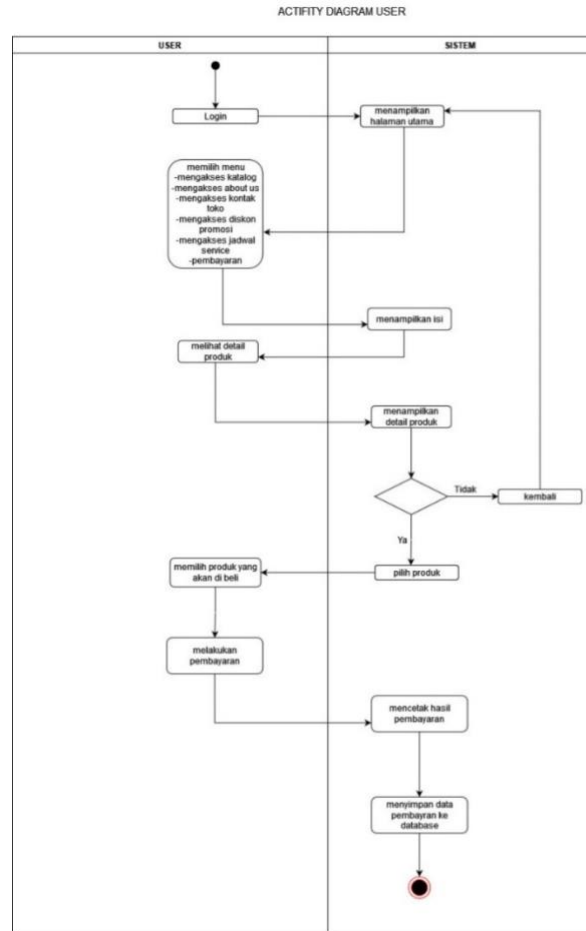 ACTIFITY DIAGRAM USER
USER
SISTEM
Login
menampilkan
halaman utama
memilih menu
-mengakses katalog
-mengakses about us
-mengakses kontak
toko
-mengakses diskon
promosi
-mengakses jadwal
service
-pembayaran
menampilkan isi
melihat detail
produk
menampilkan
detail produk
Tidak
kembali
Ya
pilih produk
memilih produk yang
akan di beli
melakukan
pembayaran
mencetak hasil
pembayaran
menyimpan data
pembayran ke
database